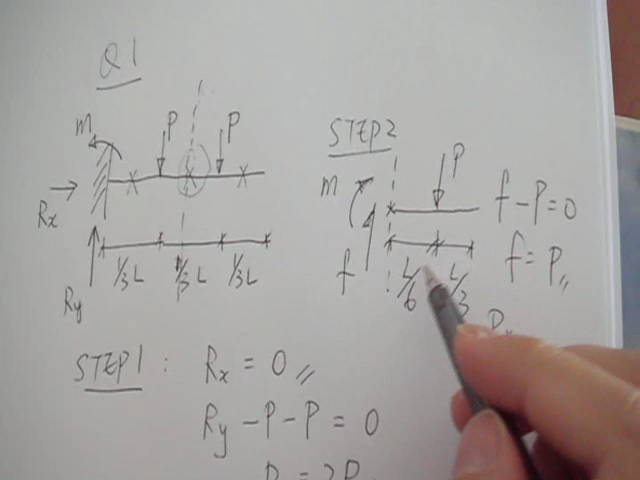 Q1
m
P P
Rx
Ry
1/3 L 1/3 L 1/3 L
STEP1 : Rx = 0 //
Ry - P - P = 0
STEP2
m P
f
L/6 L/3
f - P = 0
f = P //